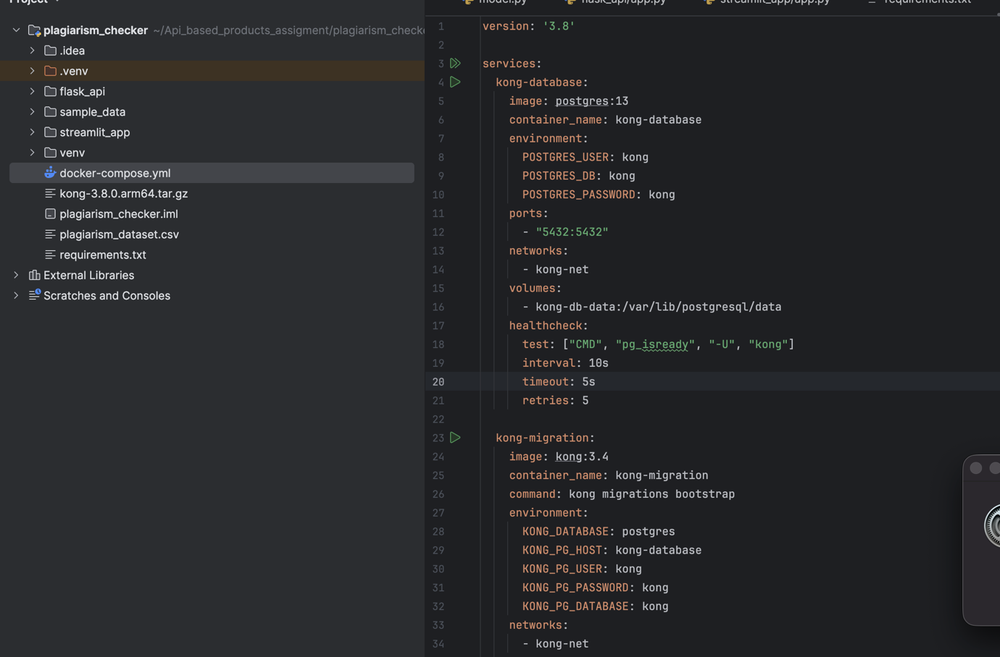 Project
plagiarism_checker ~/Api_based_products_assigment/plagiarism_checke
.idea
.venv
flask_api
sample_data
streamlit_app
venv
docker-compose.yml
kong-3.8.0.arm64.tar.gz
plagiarism_checker.iml
plagiarism_dataset.csv
requirements.txt
External Libraries
Scratches and Consoles
model.py flask_api/app.py streamlit_app/app.py requirements.txt
1 version: '3.8'
2
3 services:
4 kong-database:
5 image: postgres:13
6 container_name: kong-database
7 environment:
8 POSTGRES_USER: kong
9 POSTGRES_DB: kong
10 POSTGRES_PASSWORD: kong
11 ports:
12 - "5432:5432"
13 networks:
14 - kong-net
15 volumes:
16 - kong-db-data:/var/lib/postgresql/data
17 healthcheck:
18 test: ["CMD", "pg_isready", "-U", "kong"]
19 interval: 10s
20 timeout: 5s
21 retries: 5
22
23 kong-migration:
24 image: kong:3.4
25 container_name: kong-migration
26 command: kong migrations bootstrap
27 environment:
28 KONG_DATABASE: postgres
29 KONG_PG_HOST: kong-database
30 KONG_PG_USER: kong
31 KONG_PG_PASSWORD: kong
32 KONG_PG_DATABASE: kong
33 networks:
34 - kong-net